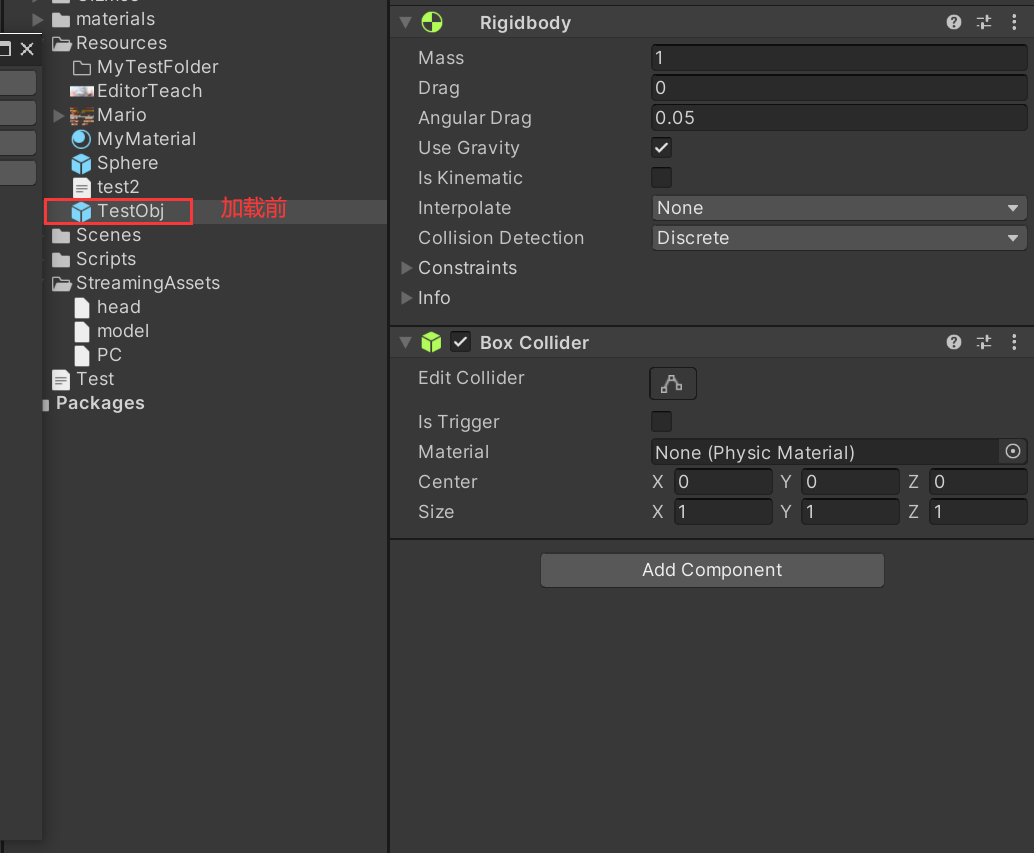 Gizmos
materials
Resources
MyTestFolder
EditorTeach
Mario
MyMaterial
Sphere
test2
TestObj 加载前
Scenes
Scripts
StreamingAssets
head
model
PC
Test
Packages
Rigidbody
Mass 1
Drag 0
Angular Drag 0.05
Use Gravity
Is Kinematic
Interpolate None
Collision Detection Discrete
Constraints
Info
Box Collider
Edit Collider
Is Trigger
Material None (Physic Material)
Center X 0 Y 0 Z 0
Size X 1 Y 1 Z 1
Add Component